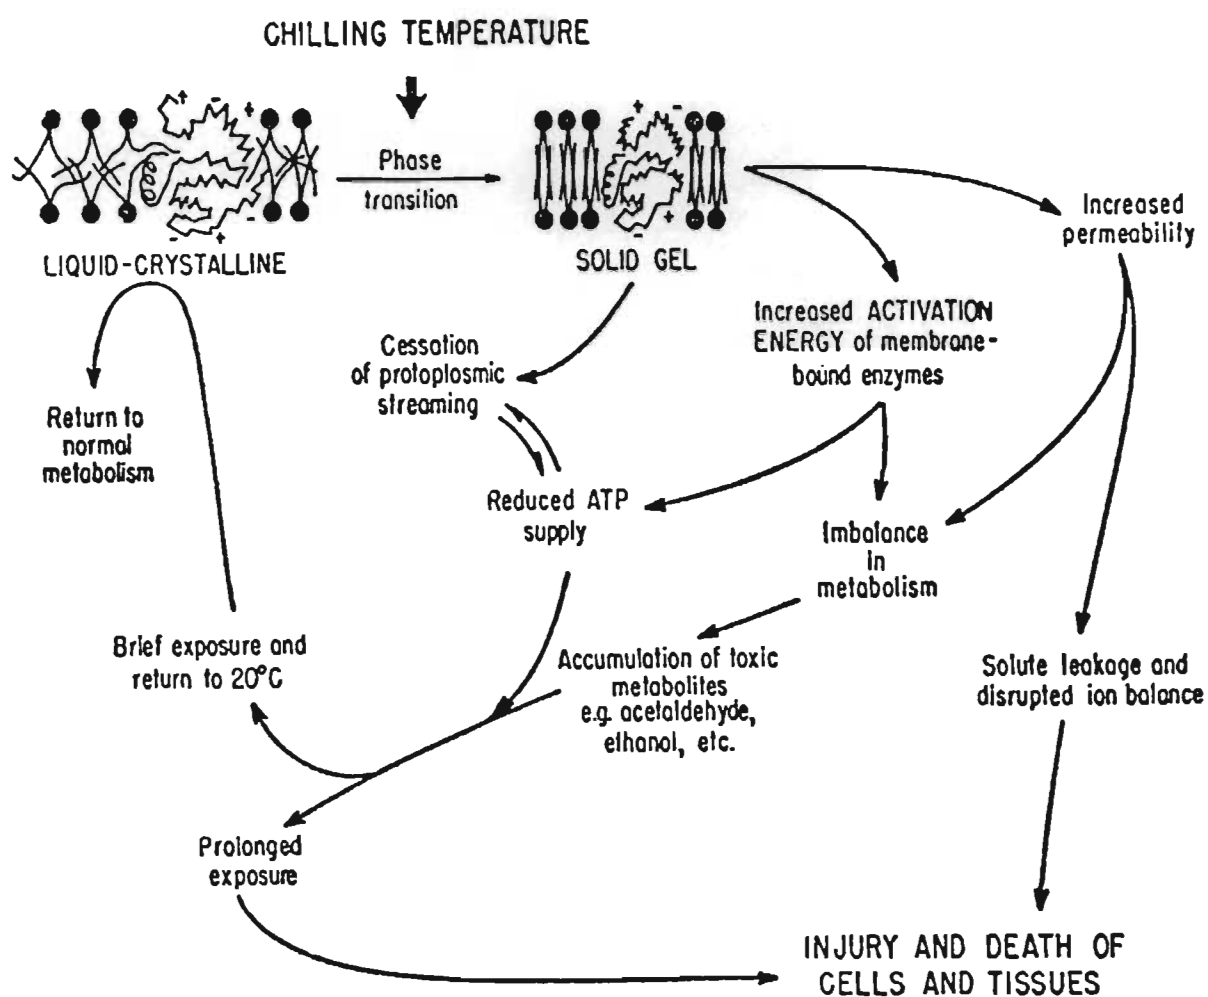 CHILLING TEMPERATURE
Phase
transition
LIQUID-CRYSTALLINE
SOLID GEL
Increased
permeability
Increased ACTIVATION
ENERGY of membrane-
bound enzymes
Cessation
of protoplosmic
streaming
Return to
normal
metabolism
Reduced ATP
supply
Imbalance
in
metabolism
Brief exposure and
return to 20°C
Accumulation of toxic
metabolites
e.g. acetaldehyde,
ethanol, etc.
Solute leakage and
disrupted ion balance
Prolonged
exposure
INJURY AND DEATH OF
CELLS AND TISSUES